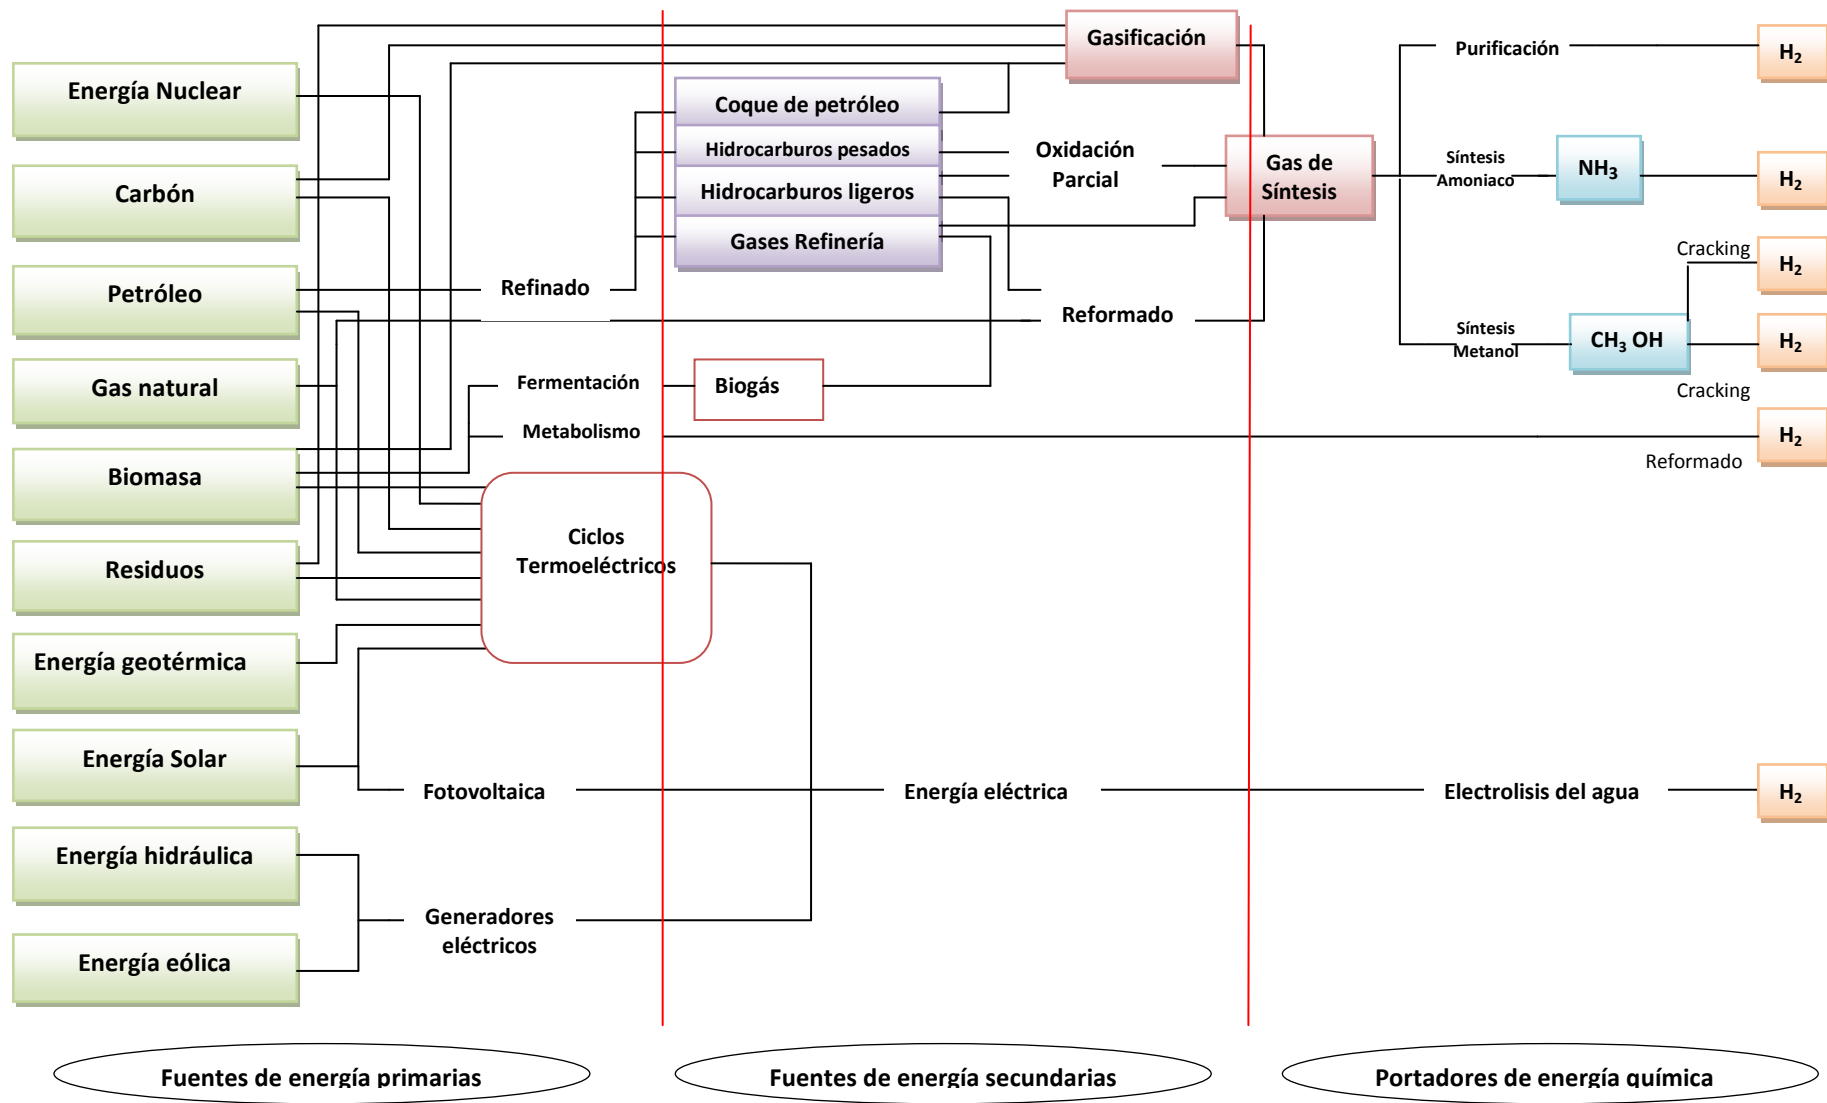 Energía Nuclear
Carbón
Petróleo
Gas natural
Biomasa
Residuos
Energía geotérmica
Energía Solar
Energía hidráulica
Energía eólica
Refinado
Fermentación
Metabolismo
Ciclos
Termoeléctricos
Fotovoltaica
Generadores
eléctricos
Gasificación
Coque de petróleo
Hidrocarburos pesados
Hidrocarburos ligeros
Gases Refinería
Oxidación
Parcial
Reformado
Biogás
Energía eléctrica
Gas de
Síntesis
Purificación
H₂
Síntesis
Amoniaco
NH₃
H₂
Cracking
H₂
Síntesis
Metanol
CH₃ OH
H₂
Cracking
H₂
Reformado
Electrolisis del agua
H₂
Fuentes de energía primarias
Fuentes de energía secundarias
Portadores de energía química